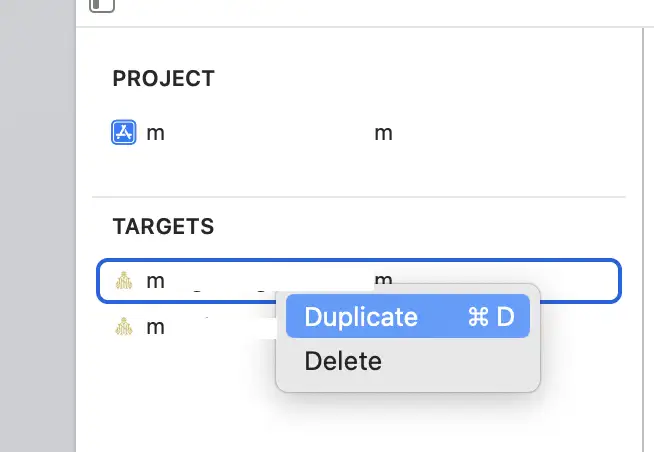 PROJECT
m m
TARGETS
m m
m
Duplicate ⌘ D
Delete